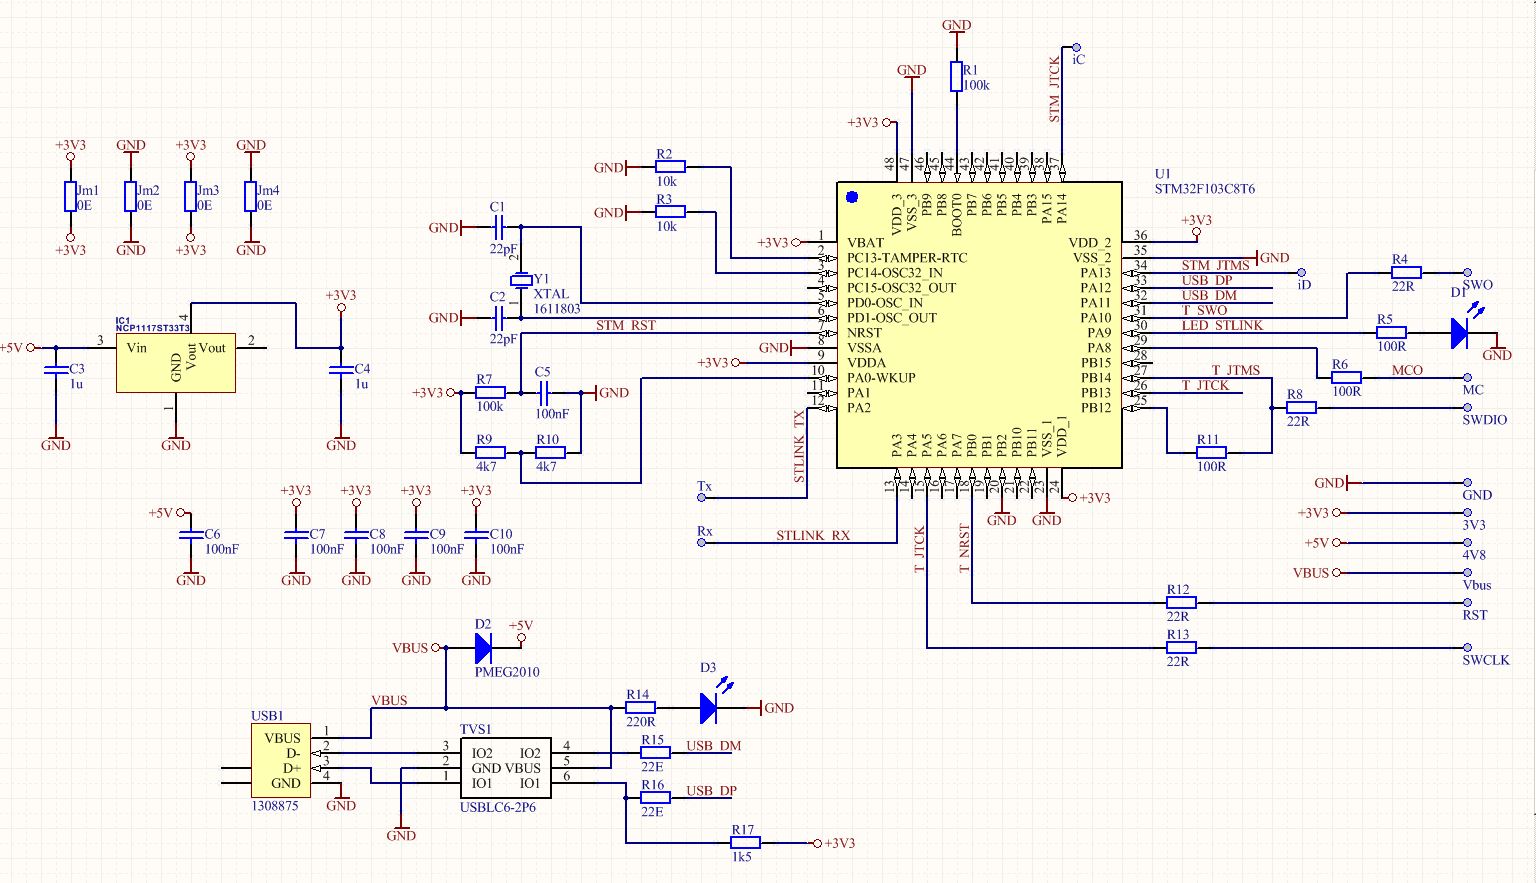 GND
R1
100k
GND
+3V3
STM_JTCK
iC
48
47
46
45
44
43
42
41
40
39
38
37
VDD_3
VSS_3
PB9
PB8
BOOT0
PB7
PB6
PB5
PB4
PB3
PA15
PA14
U1
STM32F103C8T6
+3V3
GND
+3V3
GND
Jm1
0E
Jm2
0E
Jm3
0E
Jm4
0E
+3V3
GND
+3V3
GND
GND
R2
10k
GND
R3
10k
C1
GND
22pF
2
Y1
XTAL
1611803
1
C2
GND
22pF
STM_RST
+3V3
1 VBAT
2 PC13-TAMPER-RTC
3 PC14-OSC32_IN
4 PC15-OSC32_OUT
5 PD0-OSC_IN
6 PD1-OSC_OUT
7 NRST
GND 8 VSSA
+3V3 9 VDDA
10 PA0-WKUP
11 PA1
12 PA2
VDD_2 36
VSS_2 35
PA13 34
PA12 33
PA11 32
PA10 31
PA9 30
PA8 29
PB15 28
PB14 27
PB13 26
PB12 25
+3V3
GND
STM_JTMS
iD
USB_DP
USB_DM
T_SWO
LED_STLINK
R4
22R
SWO
D1
R5
100R
GND
R6
100R
MCO
MC
T_JTMS
T_JTCK
R8
22R
SWDIO
R11
100R
+3V3
IC1
NCP1117ST33T3
4
+5V
3
Vin
GND
Vout
Vout
2
1
C3
1u
C4
1u
GND
GND
GND
+3V3
R7
100k
C5
100nF
GND
R9
4k7
R10
4k7
STLINK_TX
Tx
Rx
STLINK_RX
PA3
PA4
PA5
PA6
PA7
PB0
PB1
PB2
PB10
PB11
VSS_1
VDD_1
13
14
15
16
17
18
19
20
21
22
23
24
+3V3
GND
GND
T_JTCK
T_NRST
GND
GND
+3V3
3V3
+5V
4V8
VBUS
Vbus
R12
22R
RST
R13
22R
SWCLK
+5V
C6
100nF
GND
+3V3
C7
100nF
GND
+3V3
C8
100nF
GND
+3V3
C9
100nF
GND
+3V3
C10
100nF
GND
D2
+5V
VBUS
PMEG2010
VBUS
USB1
VBUS 1
D- 2
D+ 3
GND 4
1308875
GND
TVS1
3 IO2 IO2 4
2 GND VBUS 5
1 IO1 IO1 6
USBLC6-2P6
GND
R14
220R
D3
GND
R15
22E
USB_DM
R16
22E
USB_DP
R17
1k5
+3V3